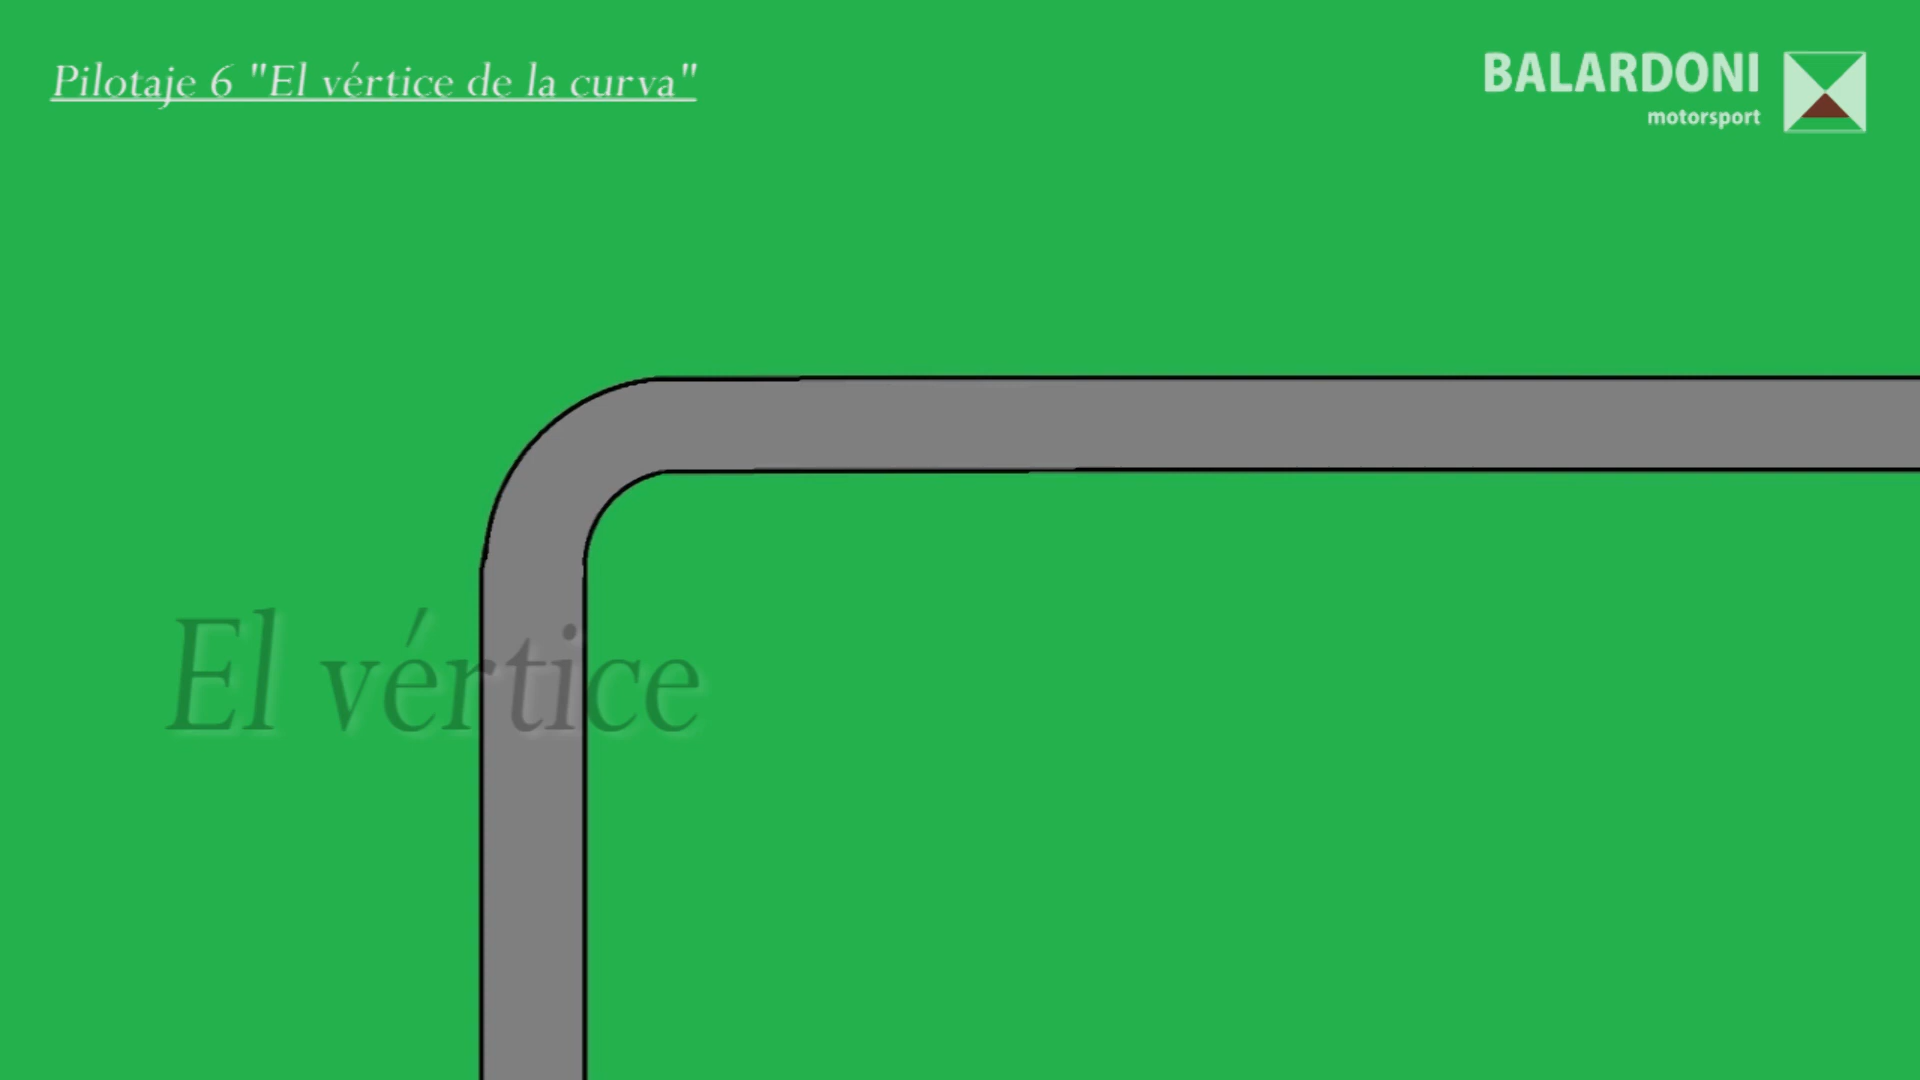 Pilotaje 6 "El vértice de la curva"
BALARDONI
motorsport
El vértice